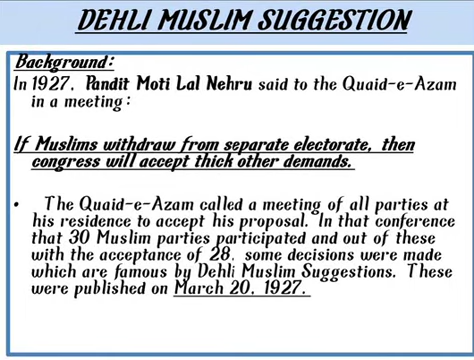 DEHLI MUSLIM SUGGESTION
Background:
In 1927, Pandit Moti Lal Nehru said to the Quaid-e-Azam
in a meeting:
If Muslims withdraw from separate electorate, then
congress will accept thick other demands.
• The Quaid-e-Azam called a meeting of all parties at
his residence to accept his proposal. In that conference
that 30 Muslim parties participated and out of these
with the acceptance of 28, some decisions were made
which are famous by Dehli Muslim Suggestions. These
were published on March 20, 1927.